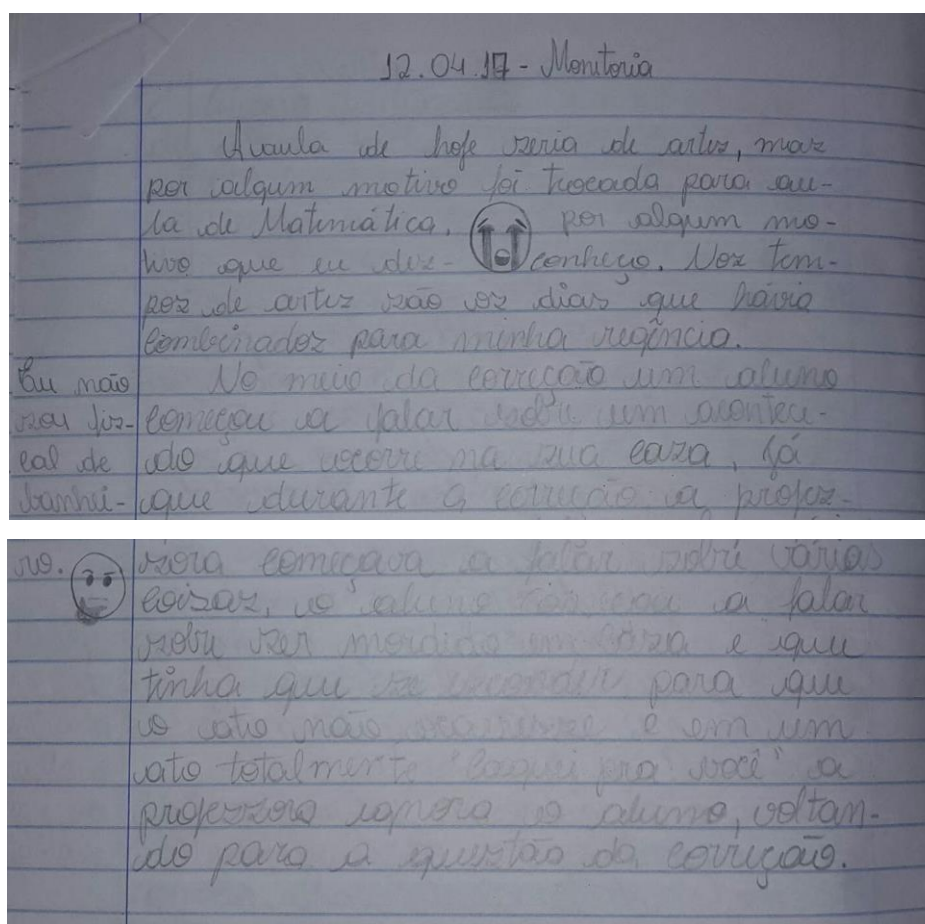 12.04.17 - Monitoria
A aula de hoje seria de artes, mas
por algum motivo foi trocada para au-
la de Matemática. por algum mo-
tivo que eu des- conheço. Nos tem-
pos de artes são os dias que havia
combinados para minha regência.
No meio da correção um aluno
começou a falar sobre um aconteci-
do que ocorre na sua casa, já
que durante a correção a profes-
Eu não
sou fis-
cal de
banhei-
ro.
sora começava a falar sobre várias
coisas, o aluno começou a falar
sobre ser mordido em casa e que
tinha que se esconder para que
o ato não ocorresse e em um
ato totalmente "caguei pra você" a
professora ignora o aluno, voltan-
do para a questão da correção.